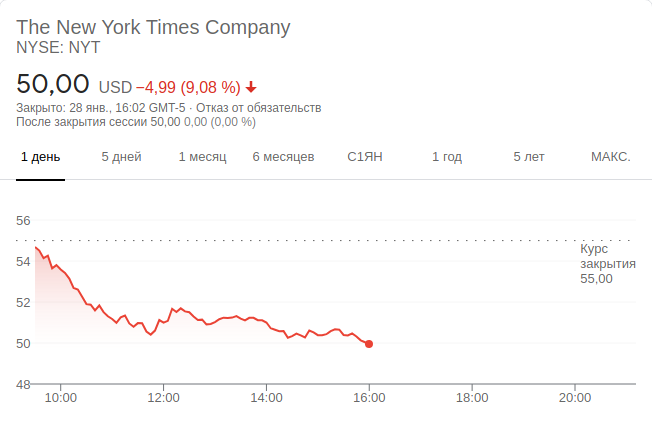 The New York Times Company
NYSE: NYT
50,00 USD −4,99 (9,08 %)
Закрыто: 28 янв., 16:02 GMT-5 · Отказ от обязательств
После закрытия сессии 50,00 0,00 (0,00 %)
1 день 5 дней 1 месяц 6 месяцев С1ЯН 1 год 5 лет МАКС.
56
Курс
закрытия
55,00
54
52
50
48
10:00 12:00 14:00 16:00 18:00 20:00